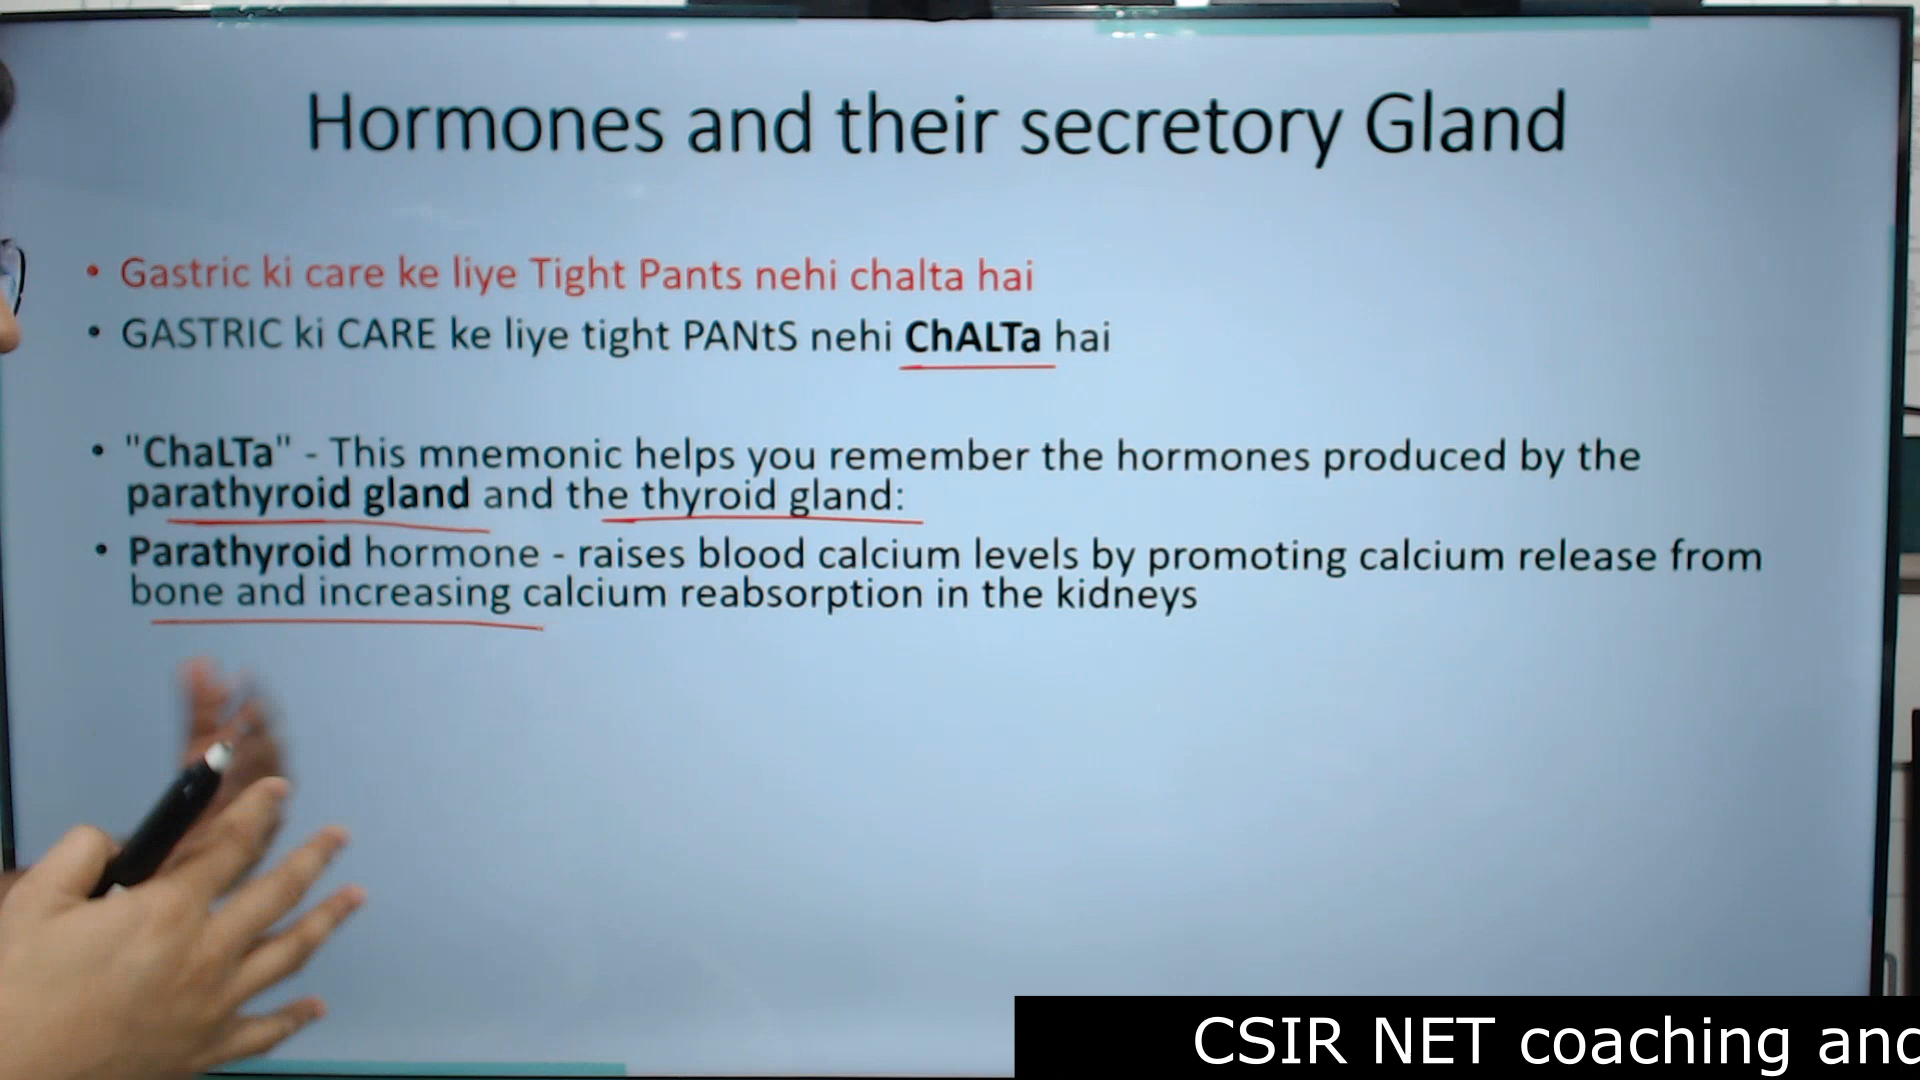 Hormones and their secretory Gland
• Gastric ki care ke liye Tight Pants nehi chalta hai
• GASTRIC ki CARE ke liye tight PANtS nehi ChALTa hai
• "ChaLTa" - This mnemonic helps you remember the hormones produced by the
parathyroid gland and the thyroid gland:
• Parathyroid hormone - raises blood calcium levels by promoting calcium release from
bone and increasing calcium reabsorption in the kidneys
CSIR NET coaching and